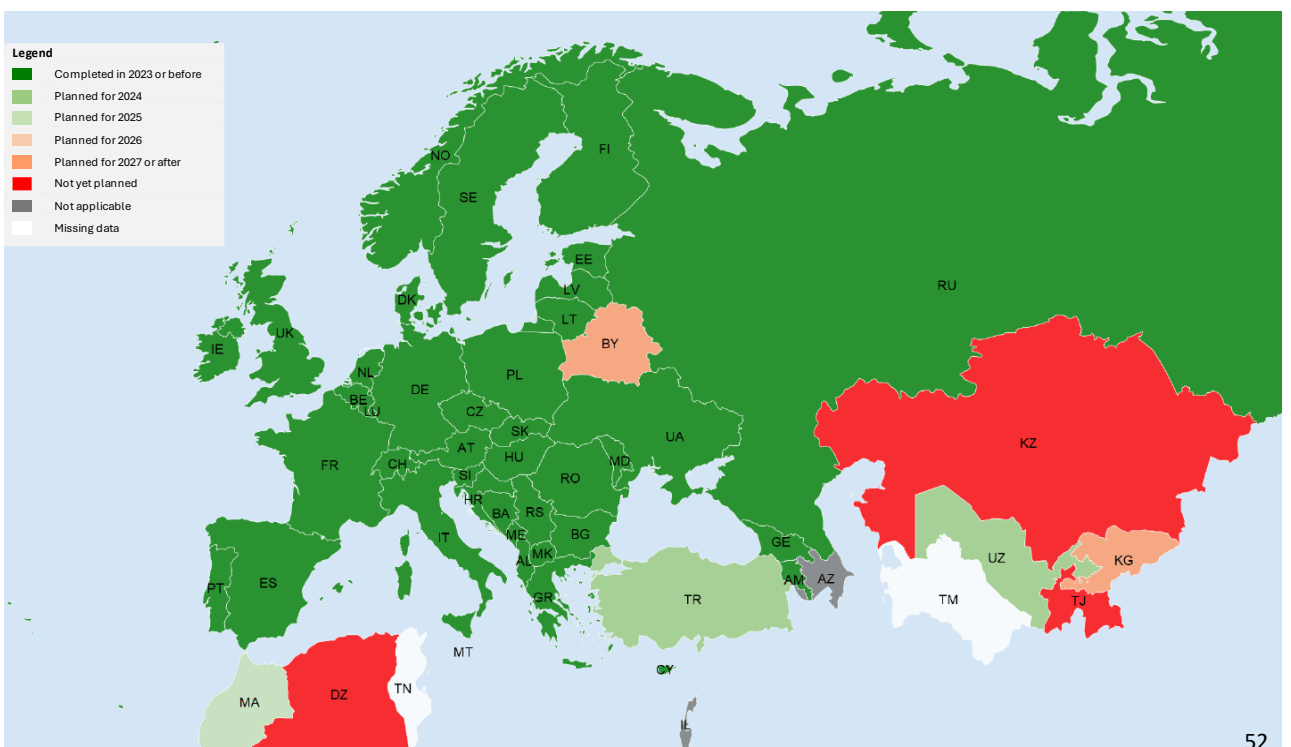 Legend
Completed in 2023 or before
Planned for 2024
Planned for 2025
Planned for 2026
Planned for 2027 or after
Not yet planned
Not applicable
Missing data
NO
FI
SE
EE
RU
LV
DK
LT
UK
BY
IE
NL
PL
DE
BE
LU
CZ
SK
UA
KZ
AT
HU
MD
FR
CH
SI
RO
HR
BA
RS
ME
BG
IT
GE
MK
AL
UZ
KG
PT
ES
AM
AZ
GR
TR
TM
TJ
MT
CY
TN
DZ
MA
IL
52